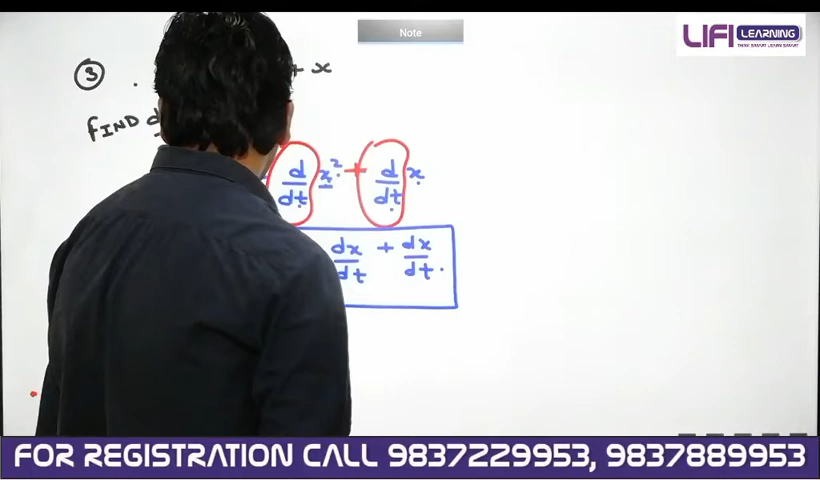 Note
LIFI LEARNING
THINK SMART LEARN SMART
③ + x
FIND d
d/dt x² + d/dt x
dx/dt + dx/dt.
FOR REGISTRATION CALL 9837229953, 9837889953